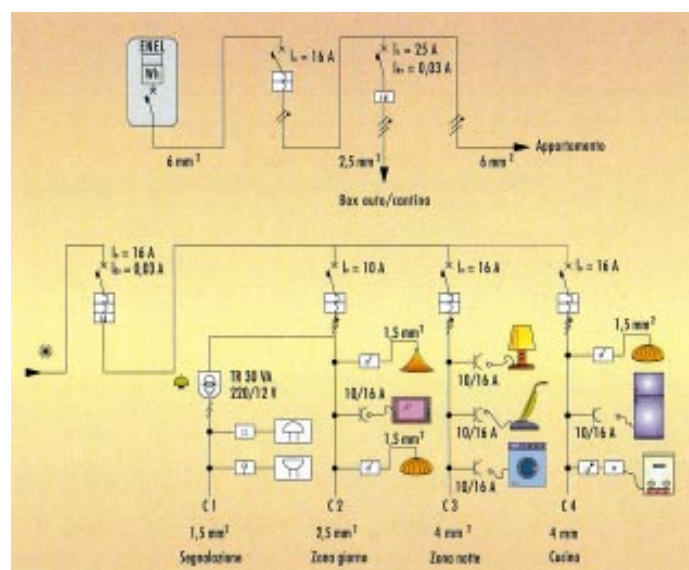 ENEL
Wh
Iₙ = 16 A
Iₙ = 25 A
= 0,03 A
6 mm²
2,5 mm²
6 mm²
Appartamento
Box auto/cantina
Iₙ = 16 A
= 0,03 A
Iₙ = 10 A
Iₙ = 16 A
Iₙ = 16 A
TR 30 VA
220/12 V
1,5 mm²
10/16 A
1,5 mm²
10/16 A
10/16 A
10/16 A
1,5 mm²
10/16 A
C1
C2
C3
C4
1,5 mm²
2,5 mm²
4 mm²
4 mm
Segnalazione
Zona giorno
Zona notte
Cucina